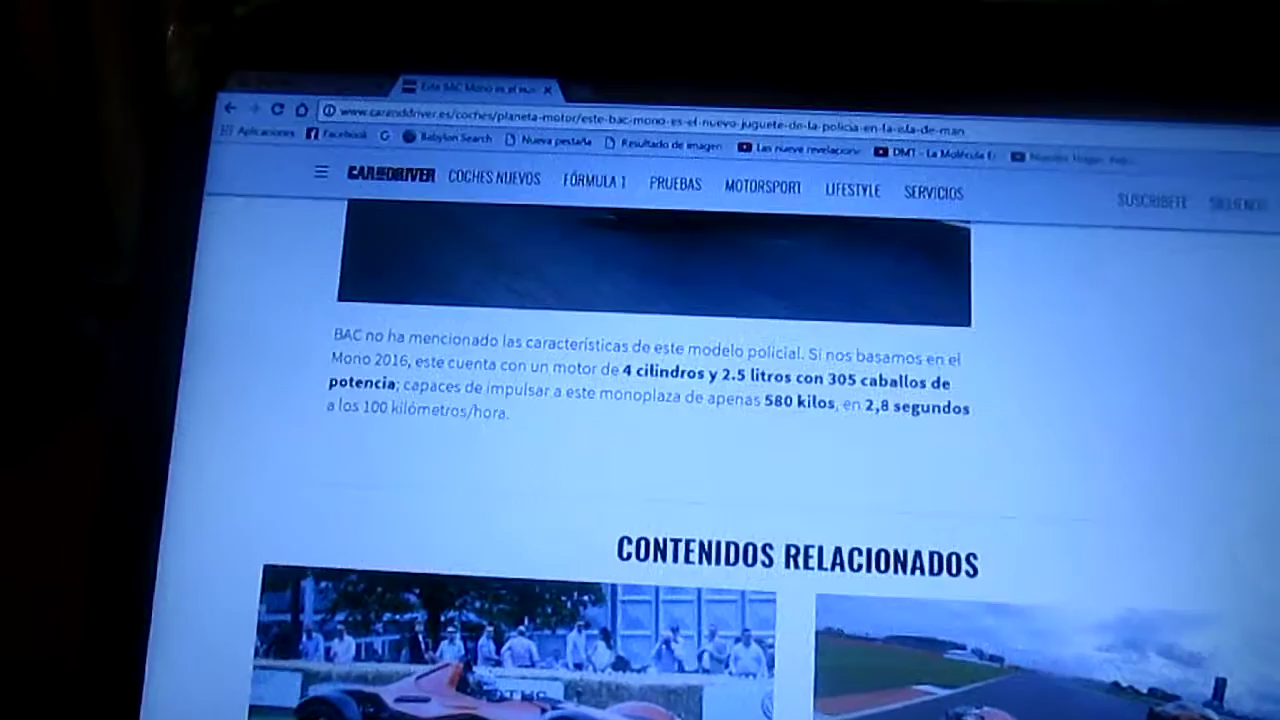 Este BAC Mono es el nue
www.caranddriver.es/coches/planeta-motor/este-bac-mono-es-el-nuevo-juguete-de-la-policia-en-la-isla-de-man
Aplicaciones Facebook G Babylon Search Nueva pestaña Resultado de imagen Las nueve revelacione DMT - La Molécula E
CAR AND DRIVER COCHES NUEVOS FÓRMULA 1 PRUEBAS MOTORSPORT LIFESTYLE SERVICIOS SUSCRÍBETE
BAC no ha mencionado las características de este modelo policial. Si nos basamos en el
Mono 2016, este cuenta con un motor de 4 cilindros y 2.5 litros con 305 caballos de
potencia; capaces de impulsar a este monoplaza de apenas 580 kilos, en 2,8 segundos
a los 100 kilómetros/hora.
CONTENIDOS RELACIONADOS